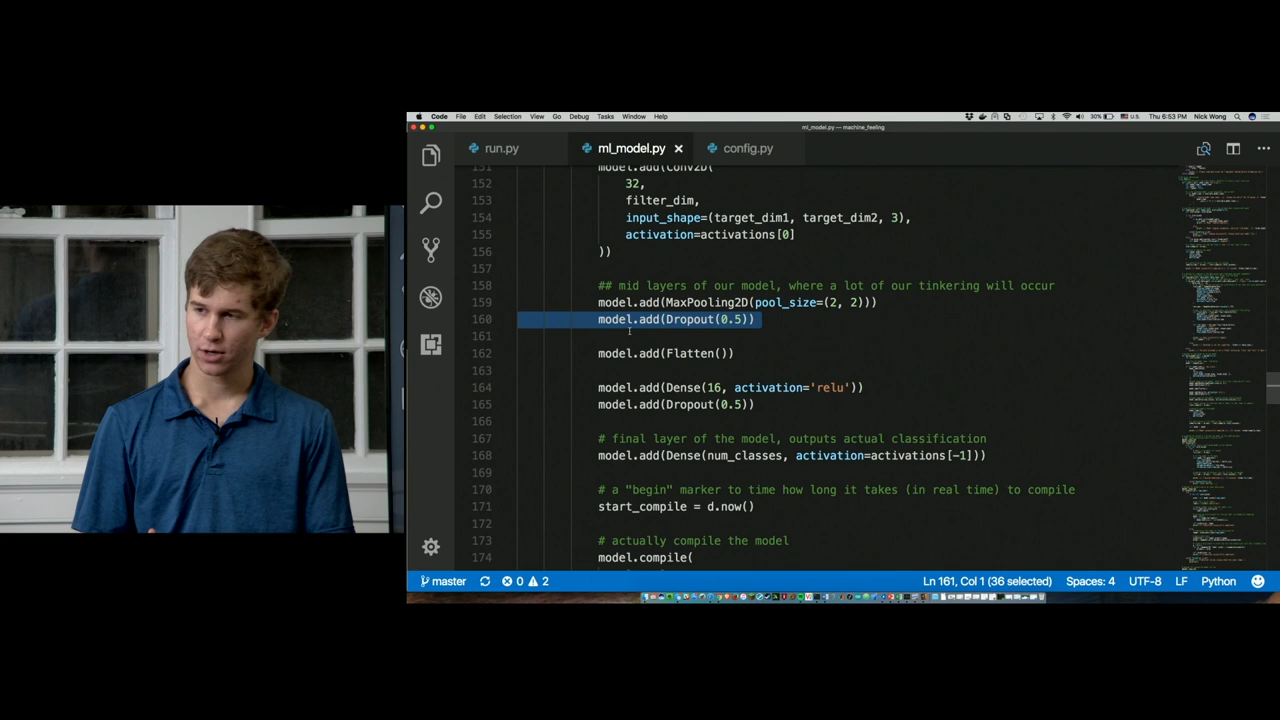 Code File Edit Selection View Go Debug Tasks Window Help 30% U.S. Thu 6:53 PM Nick Wong
ml_model.py — machine_feeling
run.py ml_model.py config.py
151 model.add(Conv2D(
152 32,
153 filter_dim,
154 input_shape=(target_dim1, target_dim2, 3),
155 activation=activations[0]
156 ))
157
158 ## mid layers of our model, where a lot of our tinkering will occur
159 model.add(MaxPooling2D(pool_size=(2, 2)))
160 model.add(Dropout(0.5))
161
162 model.add(Flatten())
163
164 model.add(Dense(16, activation='relu'))
165 model.add(Dropout(0.5))
166
167 # final layer of the model, outputs actual classification
168 model.add(Dense(num_classes, activation=activations[-1]))
169
170 # a "begin" marker to time how long it takes (in real time) to compile
171 start_compile = d.now()
172
173 # actually compile the model
174 model.compile(
master 0 2 Ln 161, Col 1 (36 selected) Spaces: 4 UTF-8 LF Python